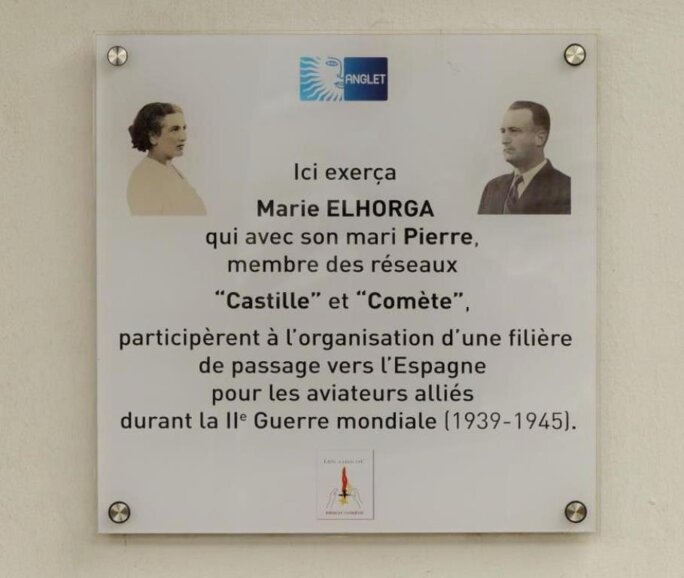 ANGLET
Ici exerça
Marie ELHORGA
qui avec son mari Pierre,
membre des réseaux
“Castille” et “Comète”,
participèrent à l’organisation d’une filière
de passage vers l’Espagne
pour les aviateurs alliés
durant la IIe Guerre mondiale (1939-1945).